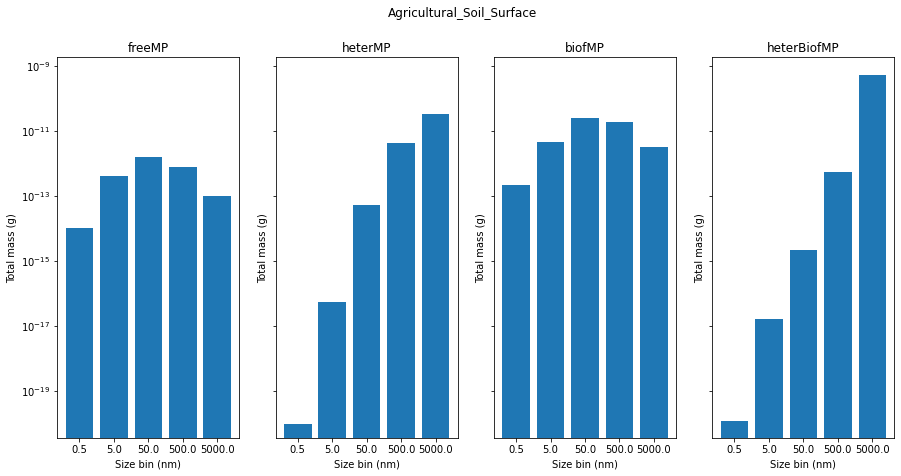 Agricultural_Soil_Surface
freeMP
heterMP
biofMP
heterBiofMP
Total mass (g)
10⁻⁹
10⁻¹¹
10⁻¹³
10⁻¹⁵
10⁻¹⁷
10⁻¹⁹
Total mass (g)
Total mass (g)
Total mass (g)
0.5 5.0 50.0 500.0 5000.0
0.5 5.0 50.0 500.0 5000.0
0.5 5.0 50.0 500.0 5000.0
0.5 5.0 50.0 500.0 5000.0
Size bin (nm)
Size bin (nm)
Size bin (nm)
Size bin (nm)